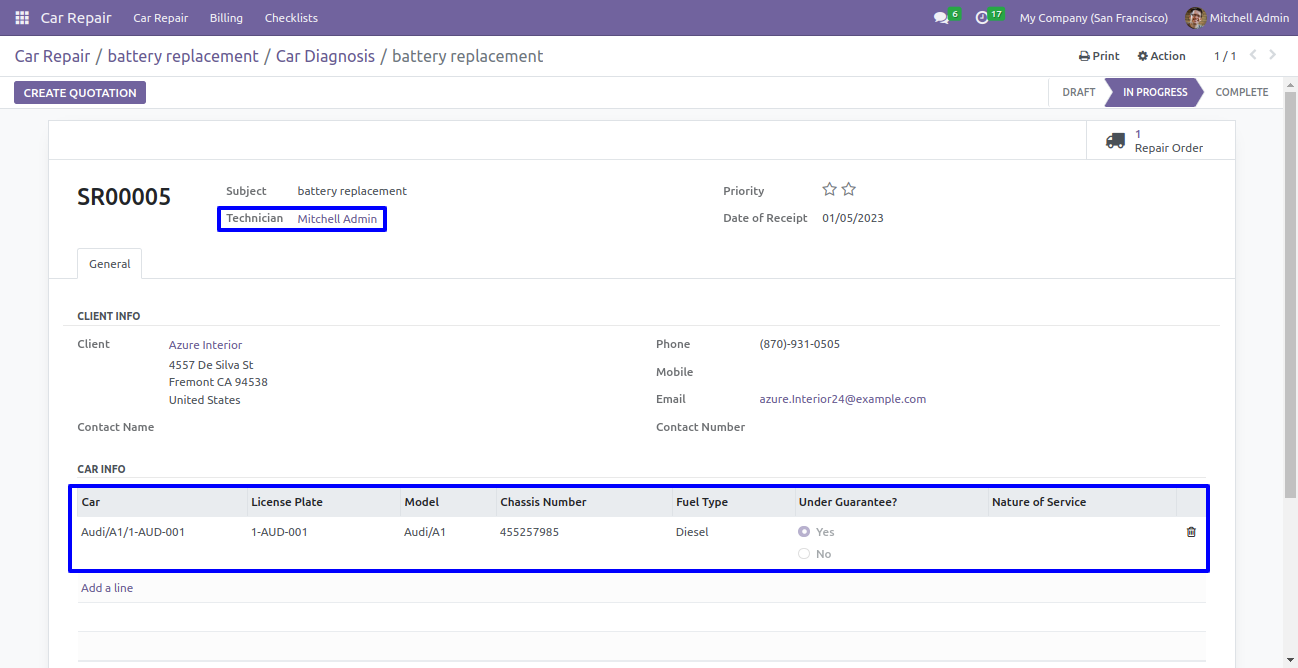 Car Repair Car Repair Billing Checklists 6 17 My Company (San Francisco) Mitchell Admin
Car Repair / battery replacement / Car Diagnosis / battery replacement Print Action 1 / 1
CREATE QUOTATION DRAFT IN PROGRESS COMPLETE
1
Repair Order
SR00005
Subject battery replacement
Technician Mitchell Admin
Priority
Date of Receipt 01/05/2023
General
CLIENT INFO
Client Azure Interior
4557 De Silva St
Fremont CA 94538
United States
Contact Name
Phone (870)-931-0505
Mobile
Email azure.Interior24@example.com
Contact Number
CAR INFO
Car License Plate Model Chassis Number Fuel Type Under Guarantee? Nature of Service
Audi/A1/1-AUD-001 1-AUD-001 Audi/A1 455257985 Diesel Yes
No
Add a line